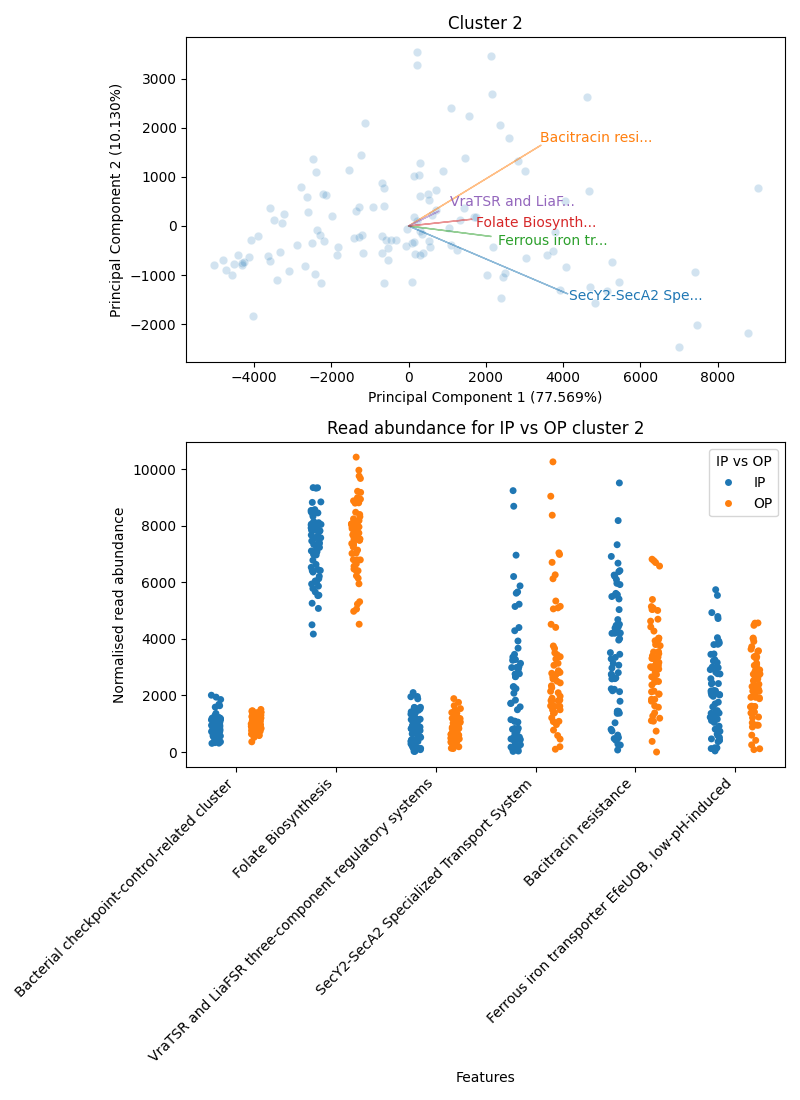 Cluster 2
Principal Component 2 (10.130%)
3000
2000
1000
0
−1000
−2000
Bacitracin resi...
VraTSR and LiaF...
Folate Biosynth...
Ferrous iron tr...
SecY2-SecA2 Spe...
−4000 −2000 0 2000 4000 6000 8000
Principal Component 1 (77.569%)
Read abundance for IP vs OP cluster 2
Normalised read abundance
10000
8000
6000
4000
2000
0
IP vs OP
IP
OP
Bacterial checkpoint-control-related cluster
Folate Biosynthesis
VraTSR and LiaFSR three-component regulatory systems
SecY2-SecA2 Specialized Transport System
Bacitracin resistance
Ferrous iron transporter EfeUOB, low-pH-induced
Features